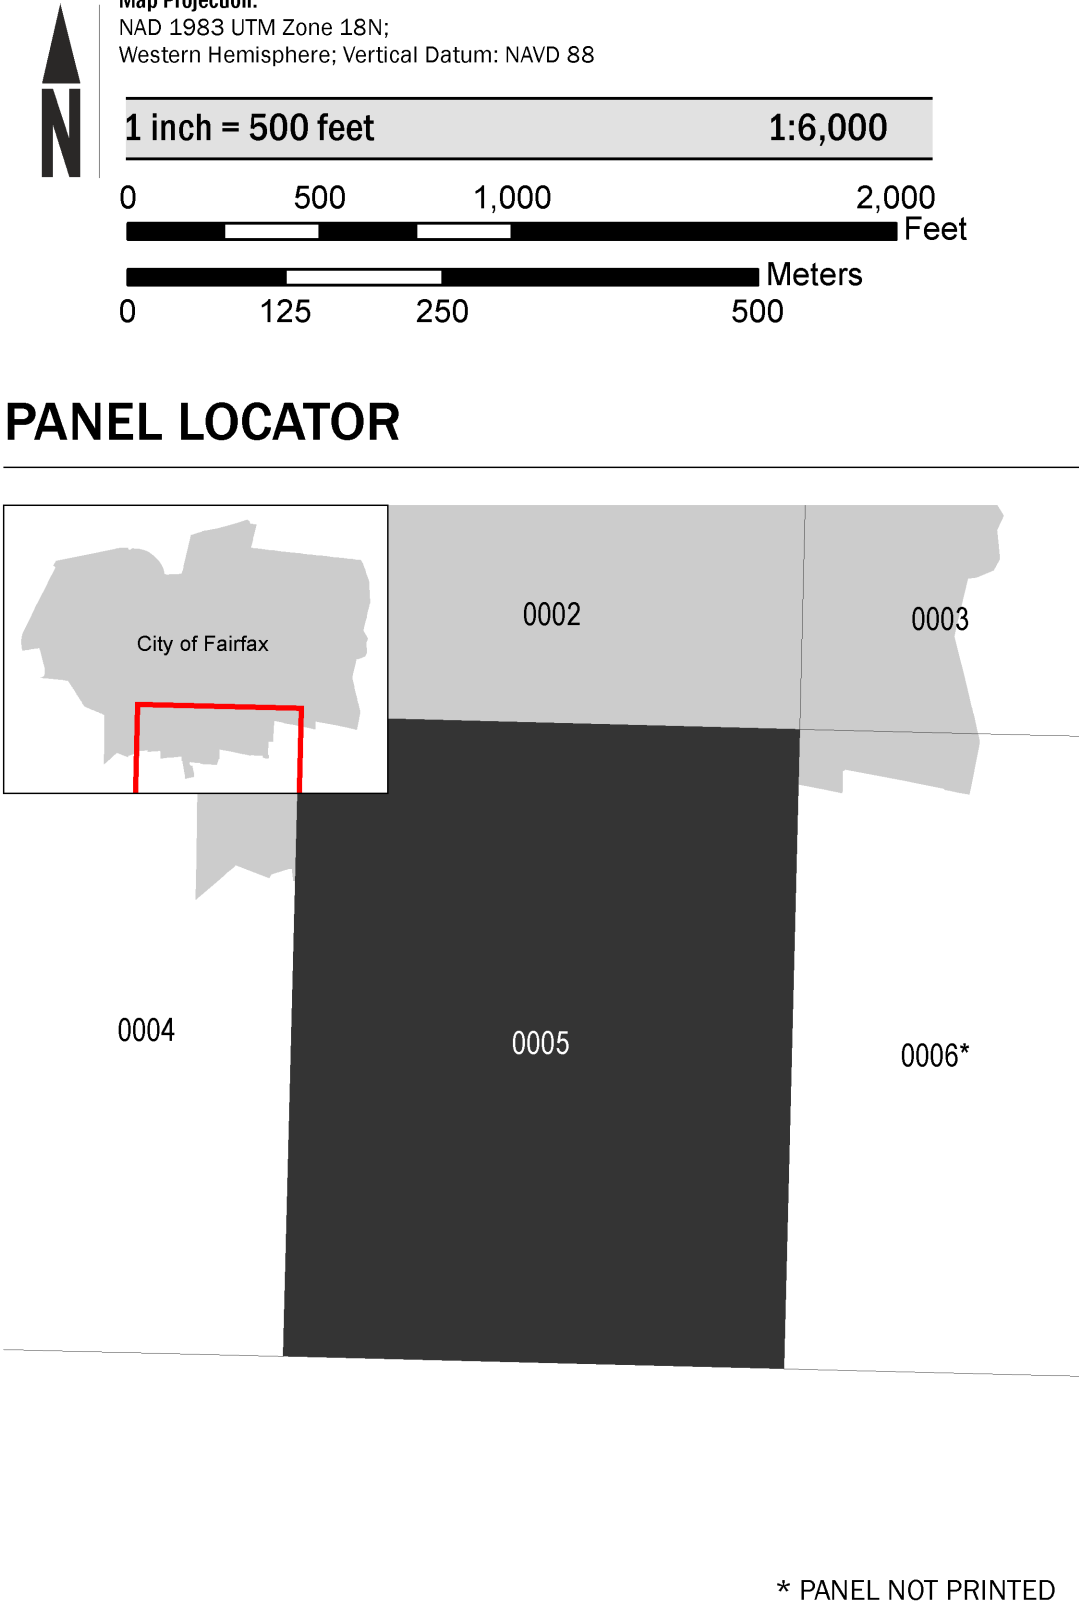 Map Projection:
NAD 1983 UTM Zone 18N;
Western Hemisphere; Vertical Datum: NAVD 88
N
1 inch = 500 feet 1:6,000
0 500 1,000 2,000
Feet
Meters
0 125 250 500
PANEL LOCATOR
0002
0003
City of Fairfax
0004
0005
0006*
* PANEL NOT PRINTED